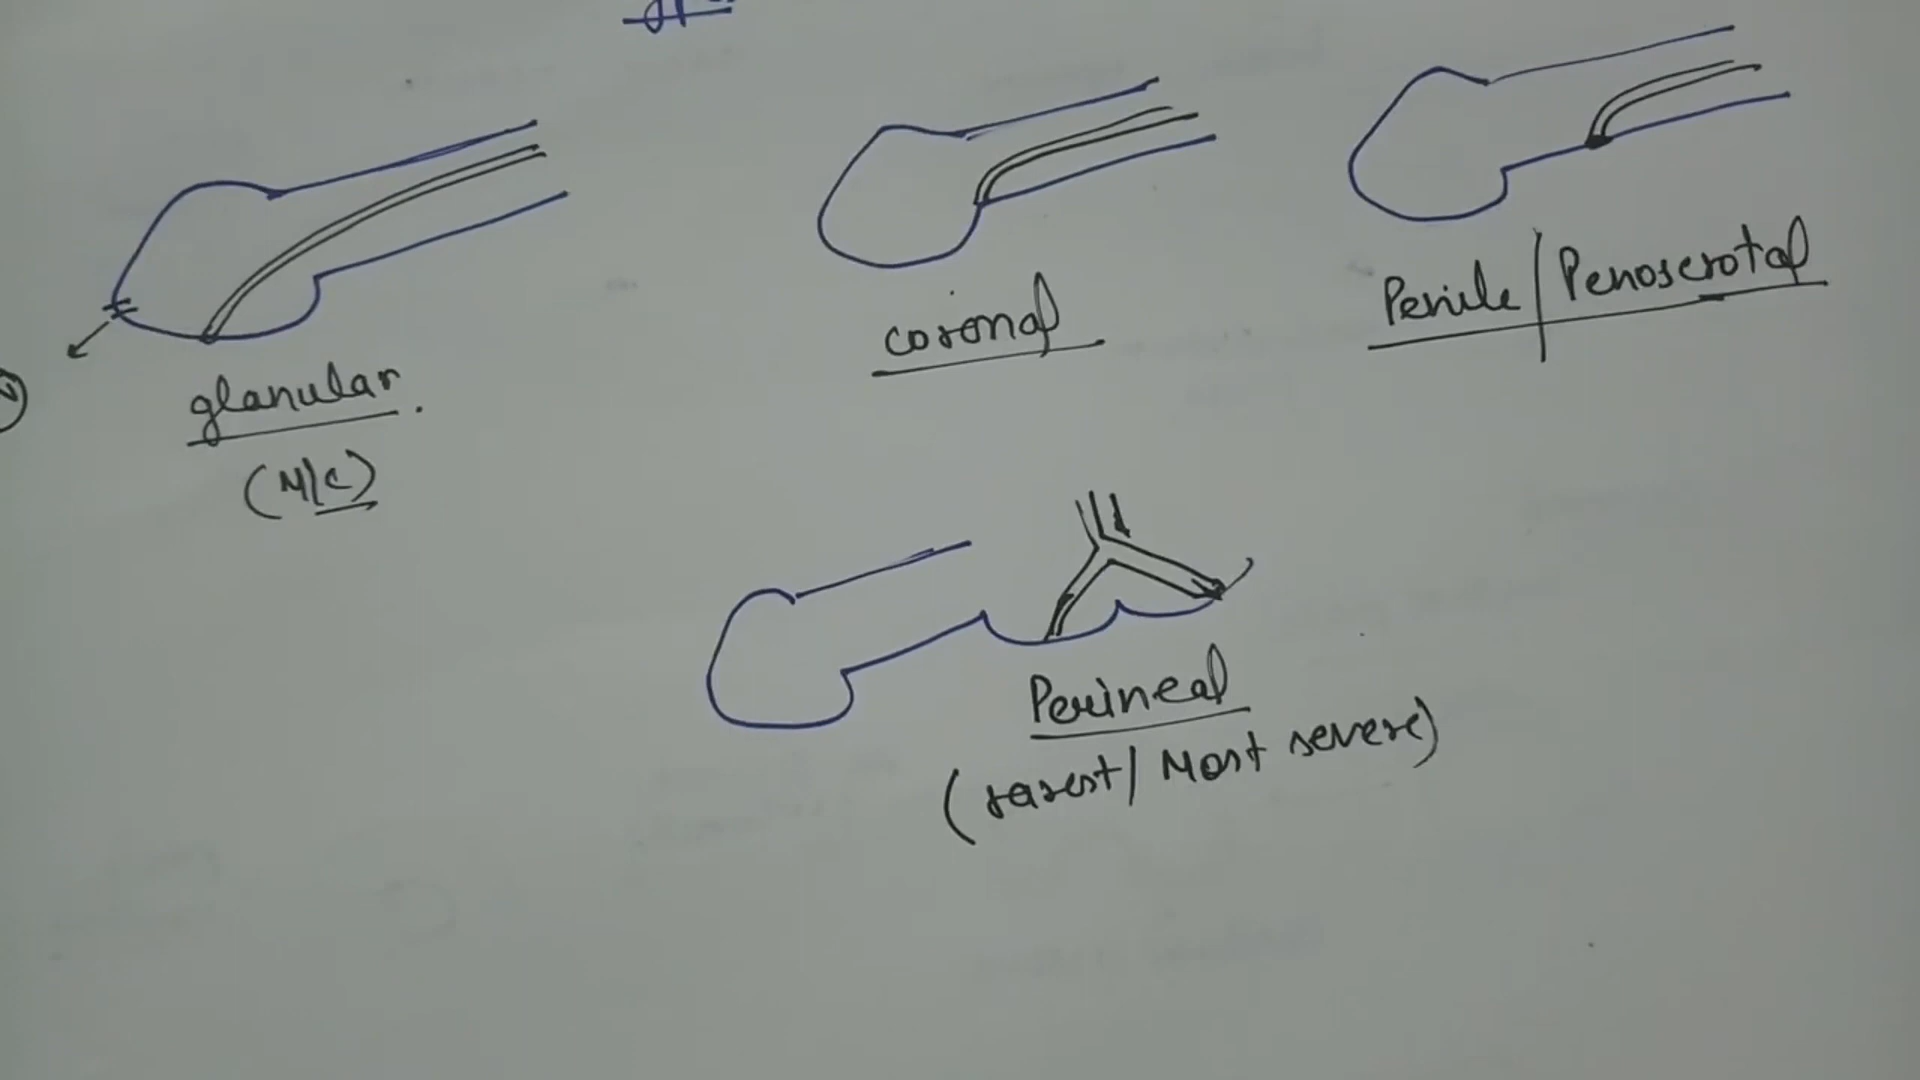 glanular.
(M/C)
coronal
Penile/Penoscrotal
Perineal
(rarest/Most severe)